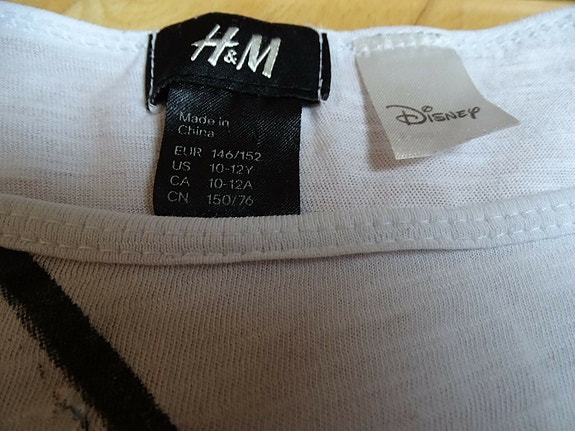 H&M
Made in
China
EUR 146/152
US 10-12Y
CA 10-12A
CN 150/76
Disney